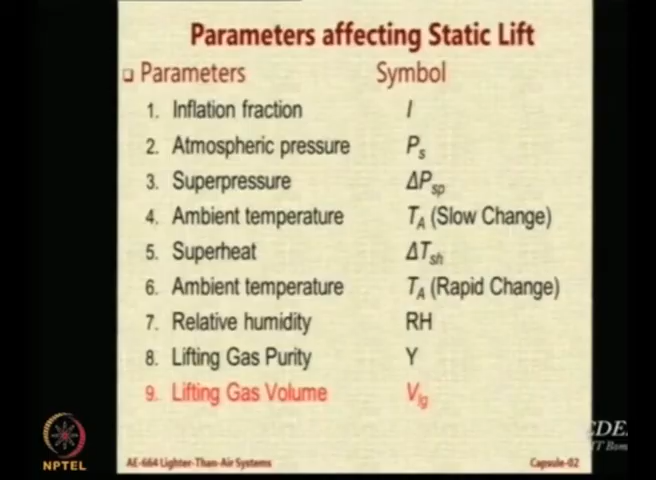 Parameters affecting Static Lift
Parameters Symbol
1. Inflation fraction I
2. Atmospheric pressure Ps
3. Superpressure ΔPsp
4. Ambient temperature TA (Slow Change)
5. Superheat ΔTsh
6. Ambient temperature TA (Rapid Change)
7. Relative humidity RH
8. Lifting Gas Purity Y
9. Lifting Gas Volume Vlg
NPTEL
AE-664 Lighter-Than-Air Systems
Capsule-02